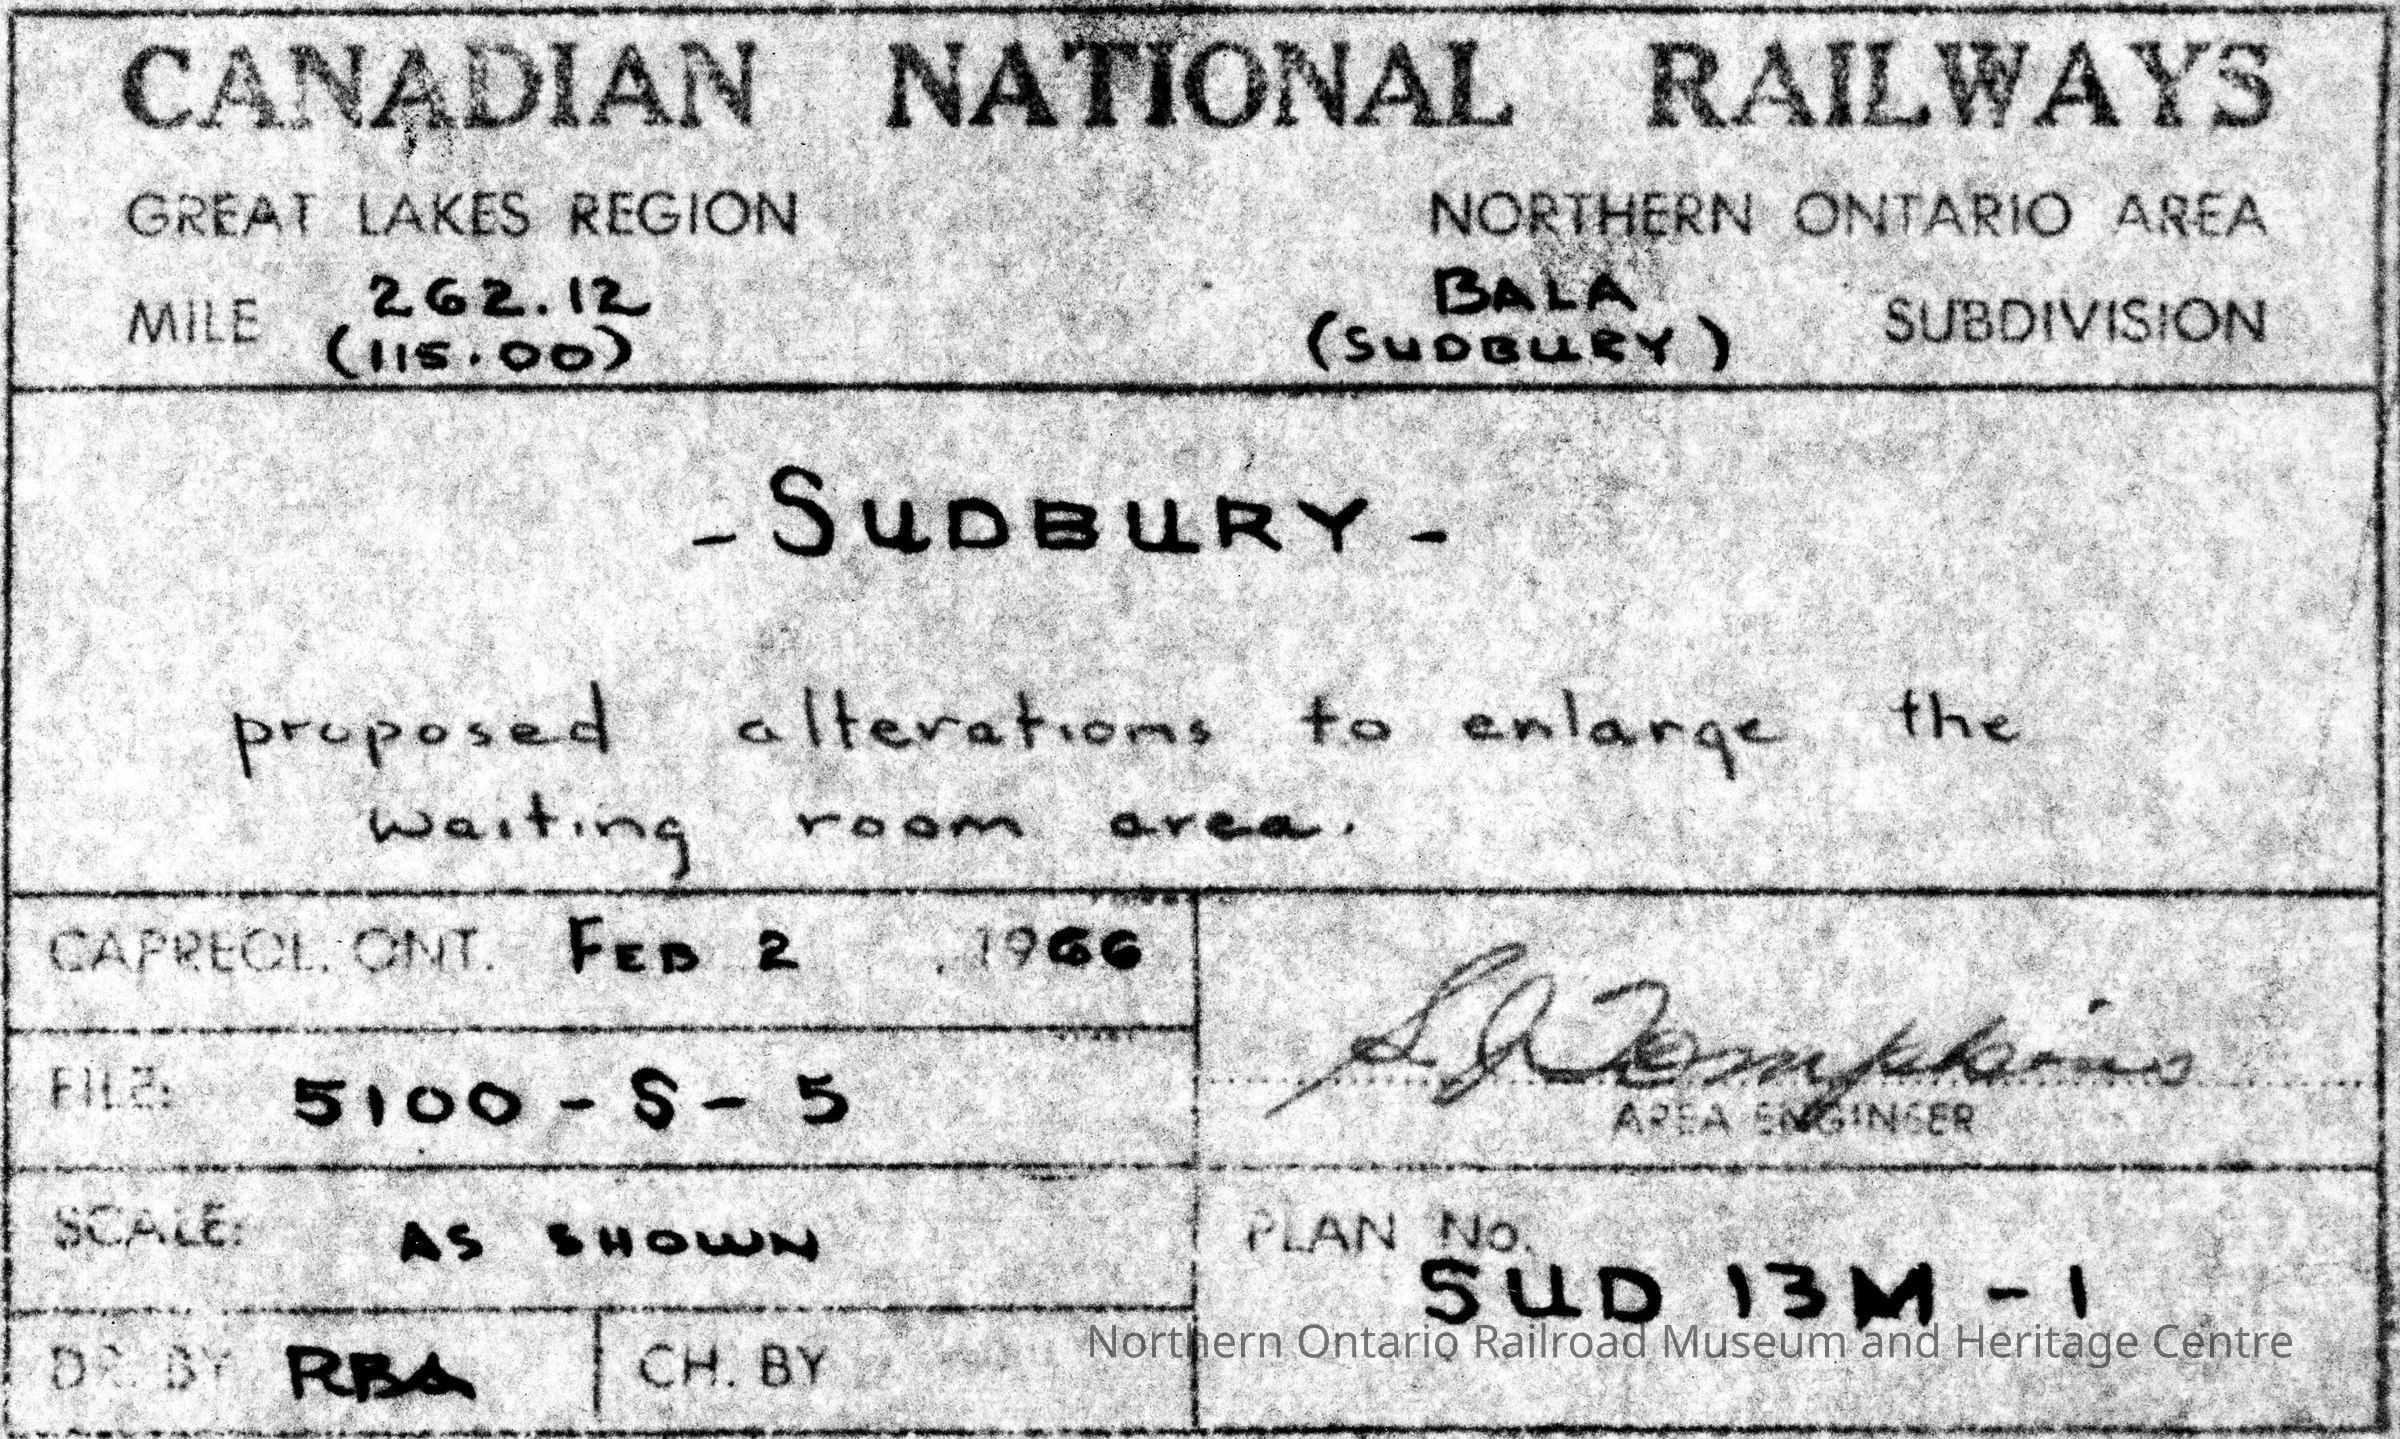 CANADIAN NATIONAL RAILWAYS
GREAT LAKES REGION NORTHERN ONTARIO AREA
MILE 262.12 BALA SUBDIVISION
(115.00) (SUDBURY)
- SUDBURY -
proposed alterations to enlarge the
waiting room area.
CAPREOL, ONT. FEB 2, 1966
FILE: 5100 - S - 5
S J Tompkins
AREA ENGINEER
SCALE: AS SHOWN
PLAN No.
SUD 13M - 1
DR. BY RBA CH. BY
Northern Ontario Railroad Museum and Heritage Centre